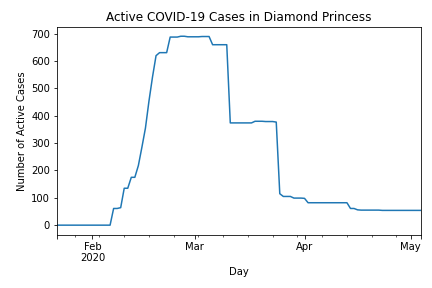 Active COVID-19 Cases in Diamond Princess
700
600
500
400
300
200
100
0
Number of Active Cases
Feb
2020
Mar
Apr
May
Day